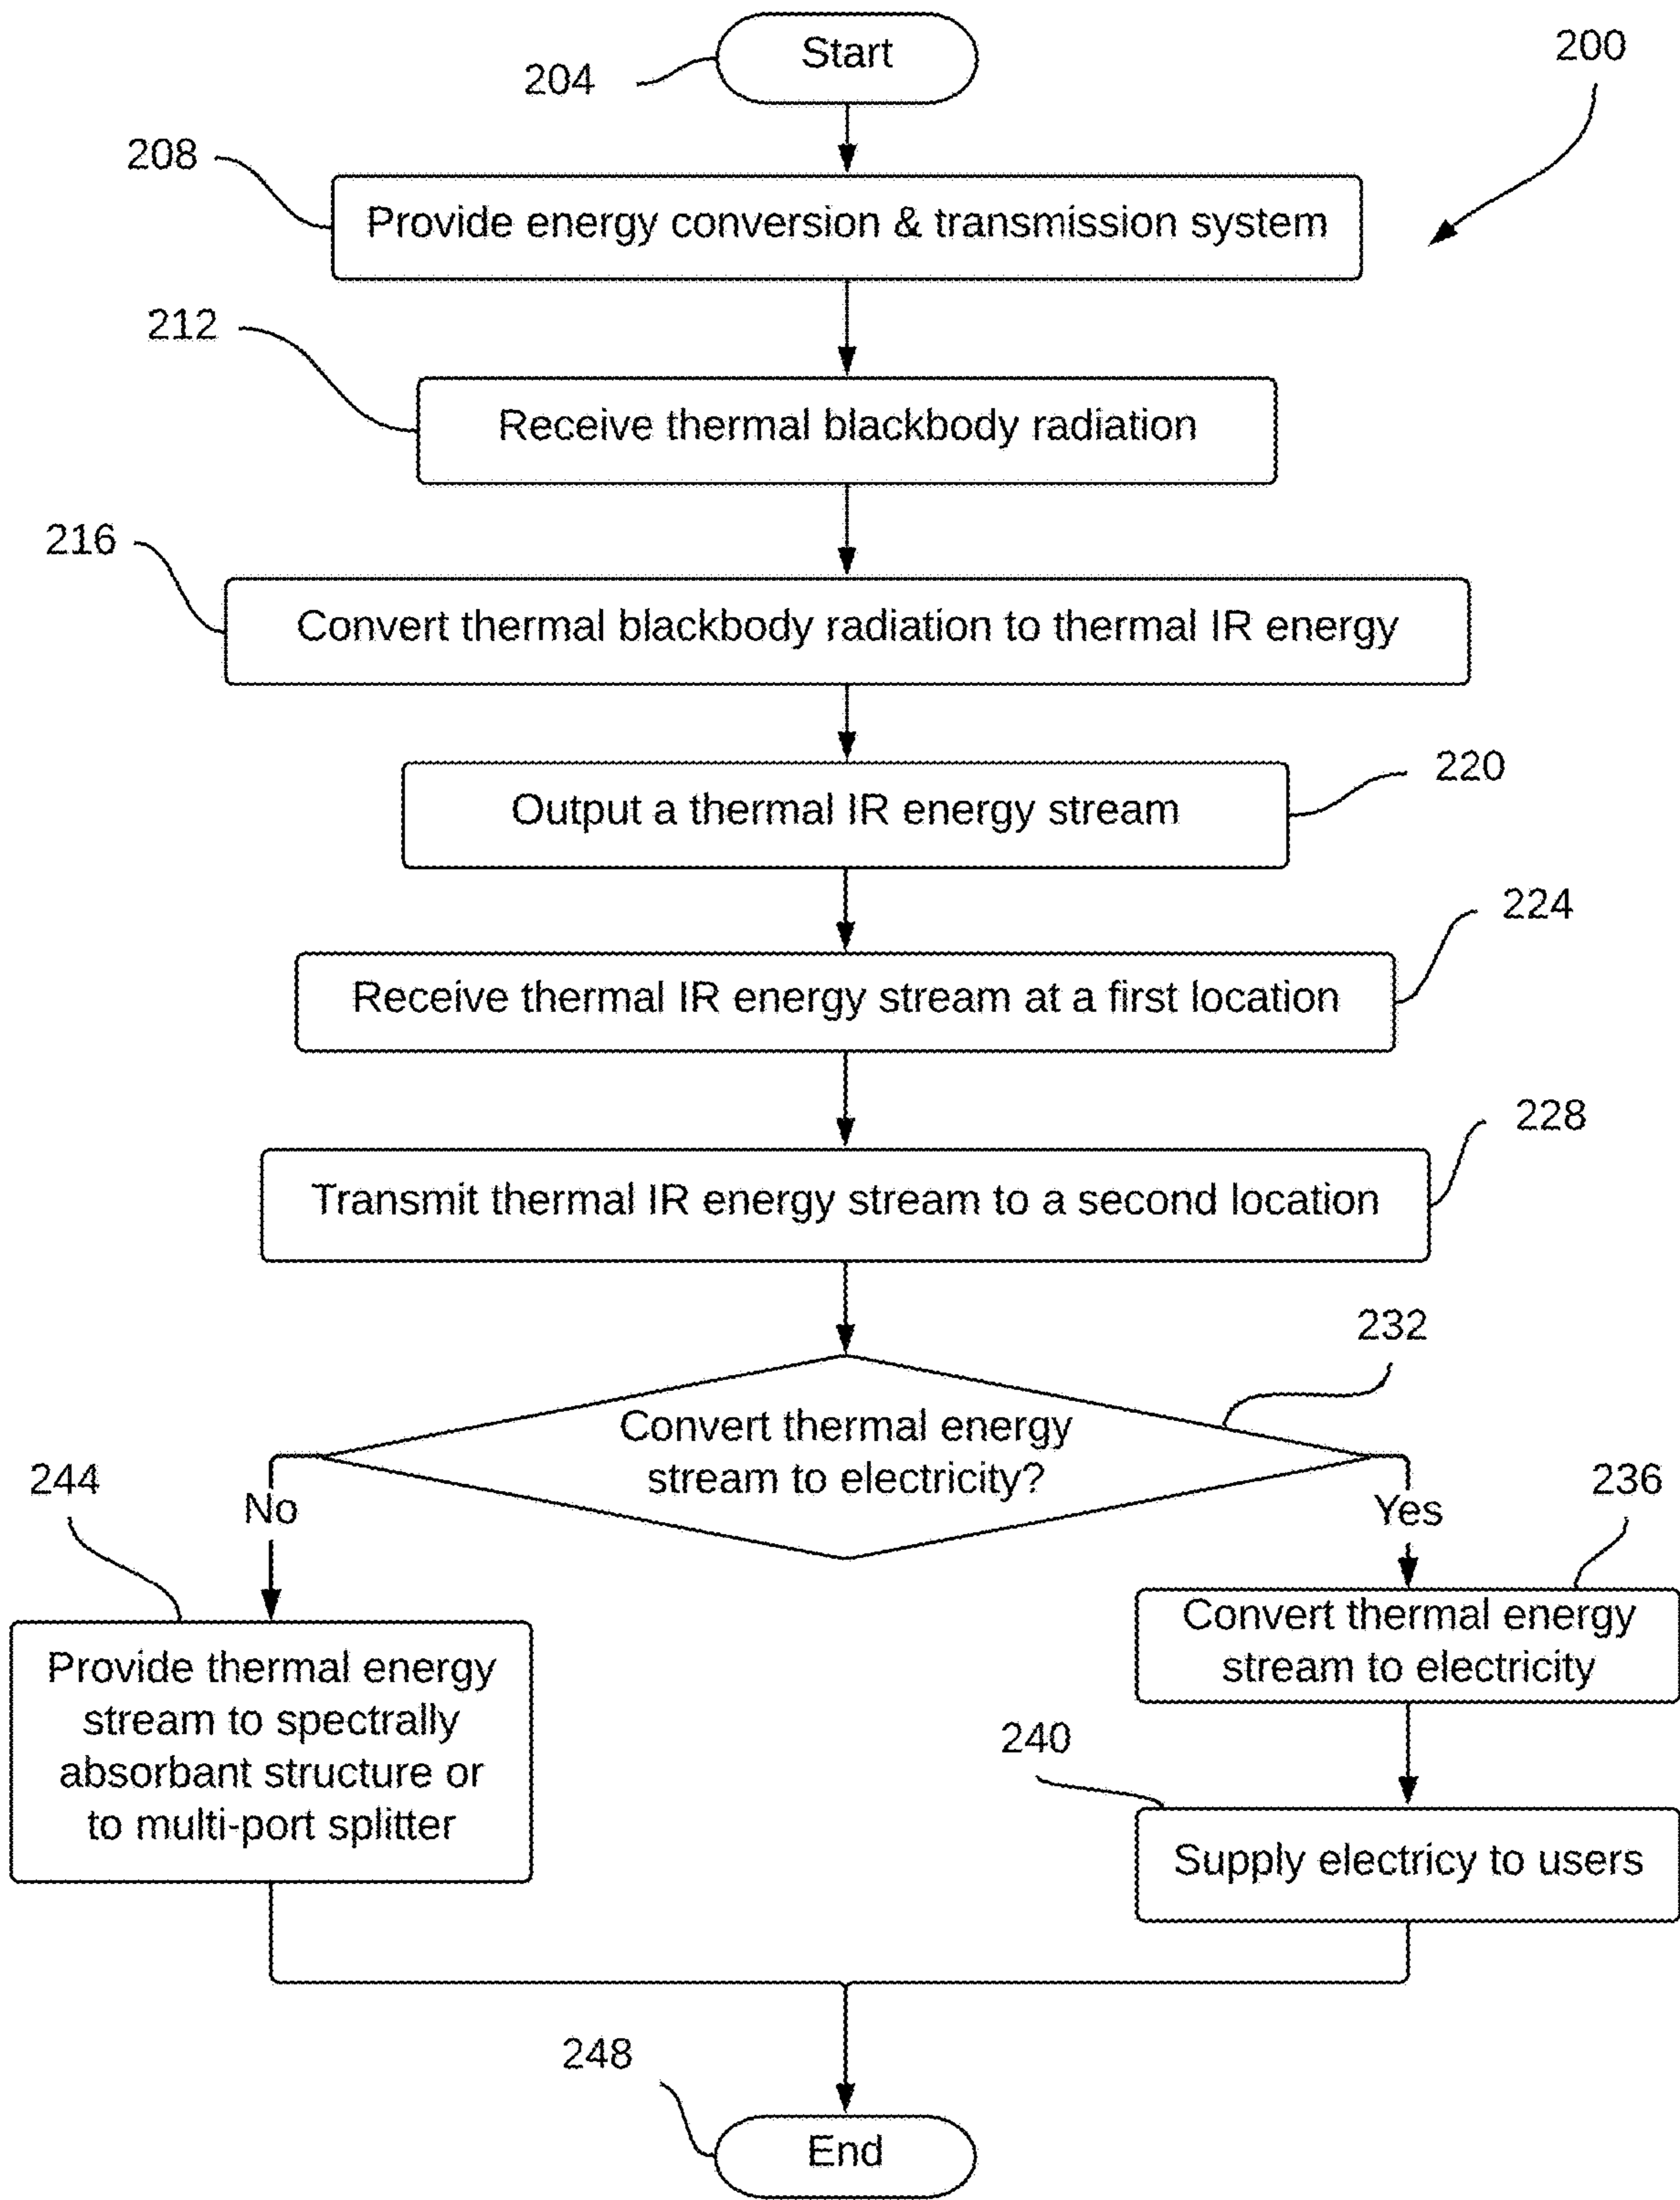 Start
204
200
208
Provide energy conversion & transmission system
212
Receive thermal blackbody radiation
216
Convert thermal blackbody radiation to thermal IR energy
220
Output a thermal IR energy stream
224
Receive thermal IR energy stream at a first location
228
Transmit thermal IR energy stream to a second location
232
Convert thermal energy
stream to electricity?
244
No
Yes
236
Provide thermal energy
stream to spectrally
absorbant structure or
to multi-port splitter
Convert thermal energy
stream to electricity
240
Supply electricy to users
248
End